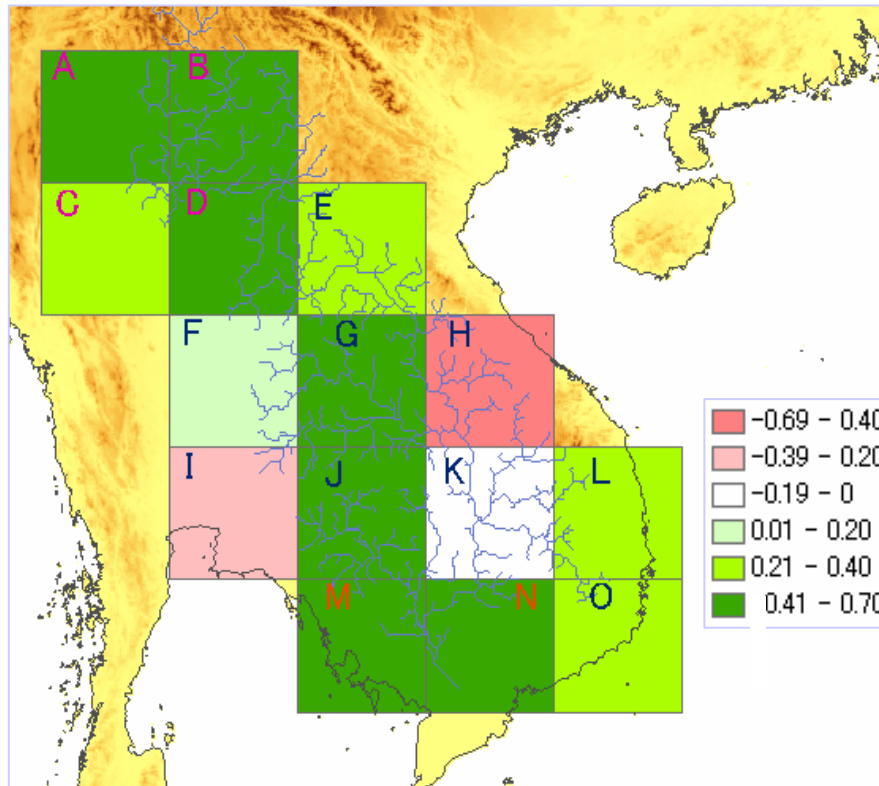 A B
C D E
F G H
I J K L
M N O
-0.69 - 0.40
-0.39 - 0.20
-0.19 - 0
0.01 - 0.20
0.21 - 0.40
0.41 - 0.70